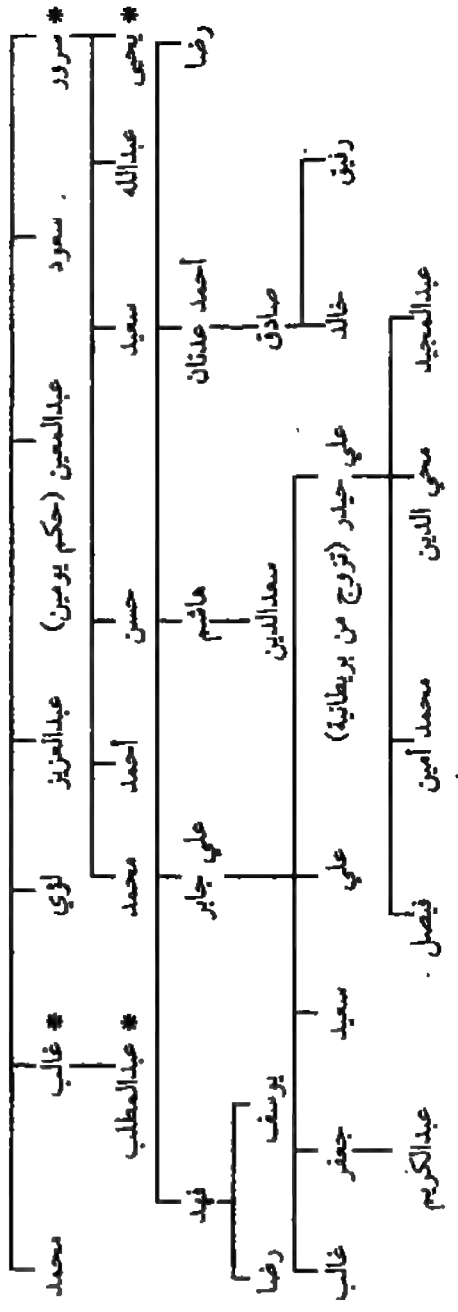 * سرور سعود عبدالمعين (حكم يومين) عبدالعزيز لؤي * غالب محمد
* يحيى عبدالله سعيد حسن أحمد محمد * عبدالمطلب
رضا أحمد عدنان هاشم علي جابر فهد
صادق سعدالدين يوسف رضا
رفيق خالد علي حيدر (تزوج من بريطانية) علي سعيد جعفر غالب
عبدالمجيد محي الدين محمد أمين فيصل عبدالكريم